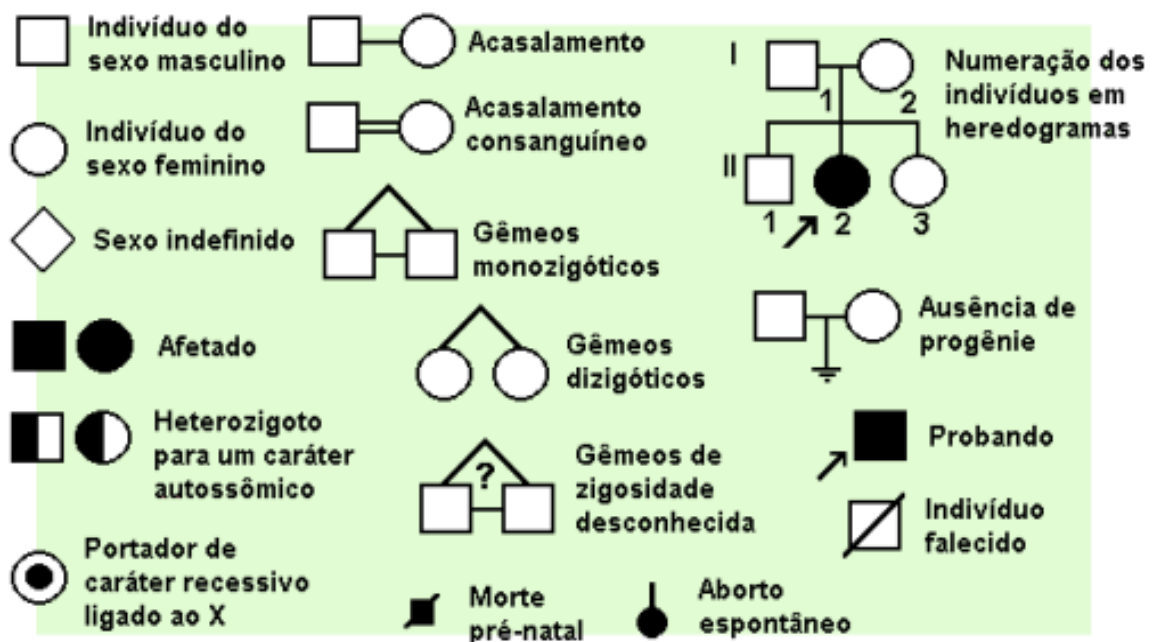 Indivíduo do
sexo masculino
Indivíduo do
sexo feminino
Sexo indefinido
Afetado
Heterozigoto
para um caráter
autossômico
Portador de
caráter recessivo
ligado ao X
Acasalamento
Acasalamento
consanguíneo
Gêmeos
monozigóticos
Gêmeos
dizigóticos
?
Gêmeos de
zigosidade
desconhecida
Morte
pré-natal
Aborto
espontâneo
I
1 2
II
1 2 3
Numeração dos
indivíduos em
heredogramas
Ausência de
progênie
Probando
Indivíduo
falecido